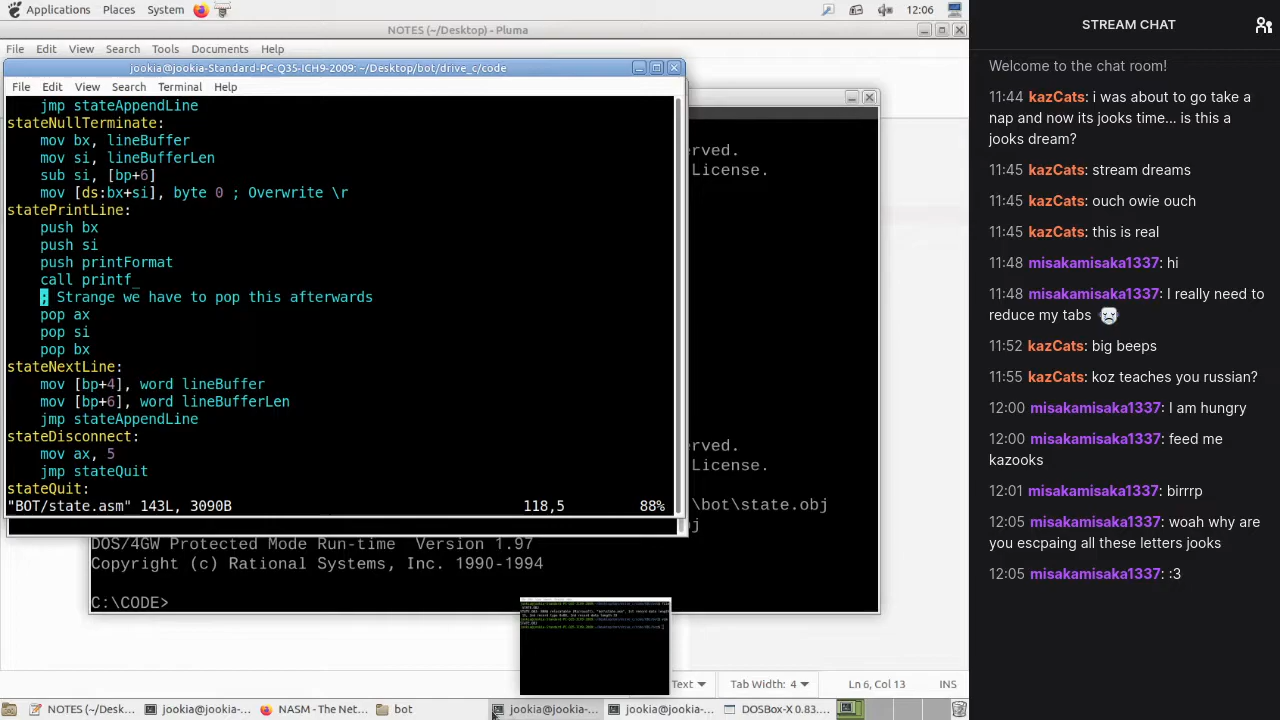 Applications Places System 12:06
NOTES (~/Desktop) - Pluma
File Edit View Search Tools Documents Help
jookia@jookia-Standard-PC-Q35-ICH9-2009: ~/Desktop/bot/drive_c/code
File Edit View Search Terminal Help
jmp stateAppendLine
stateNullTerminate:
mov bx, lineBuffer
mov si, lineBufferLen
sub si, [bp+6]
mov [ds:bx+si], byte 0 ; Overwrite \r
statePrintLine:
push bx
push si
push printFormat
call printf_
; Strange we have to pop this afterwards
pop ax
pop si
pop bx
stateNextLine:
mov [bp+4], word lineBuffer
mov [bp+6], word lineBufferLen
jmp stateAppendLine
stateDisconnect:
mov ax, 5
jmp stateQuit
stateQuit:
"BOT/state.asm" 143L, 3090B 118,5 88%
rved.
License.
rved.
License.
\bot\state.obj
oj
DOS/4GW Protected Mode Run-time Version 1.97
Copyright (c) Rational Systems, Inc. 1990-1994
C:\CODE>
Text Tab Width: 4 Ln 6, Col 13 INS
NOTES (~/Desk... jookia@jookia-... NASM - The Net... bot jookia@jookia-... jookia@jookia-... DOSBox-X 0.83....
STREAM CHAT
Welcome to the chat room!
11:44 kazCats: i was about to go take a
nap and now its jooks time... is this a
jooks dream?
11:45 kazCats: stream dreams
11:45 kazCats: ouch owie ouch
11:45 kazCats: this is real
11:48 misakamisaka1337: hi
11:48 misakamisaka1337: I really need to
reduce my tabs
11:52 kazCats: big beeps
11:55 kazCats: koz teaches you russian?
12:00 misakamisaka1337: I am hungry
12:00 misakamisaka1337: feed me
kazooks
12:01 misakamisaka1337: birrrp
12:05 misakamisaka1337: woah why are
you escpaing all these letters jooks
12:05 misakamisaka1337: :3